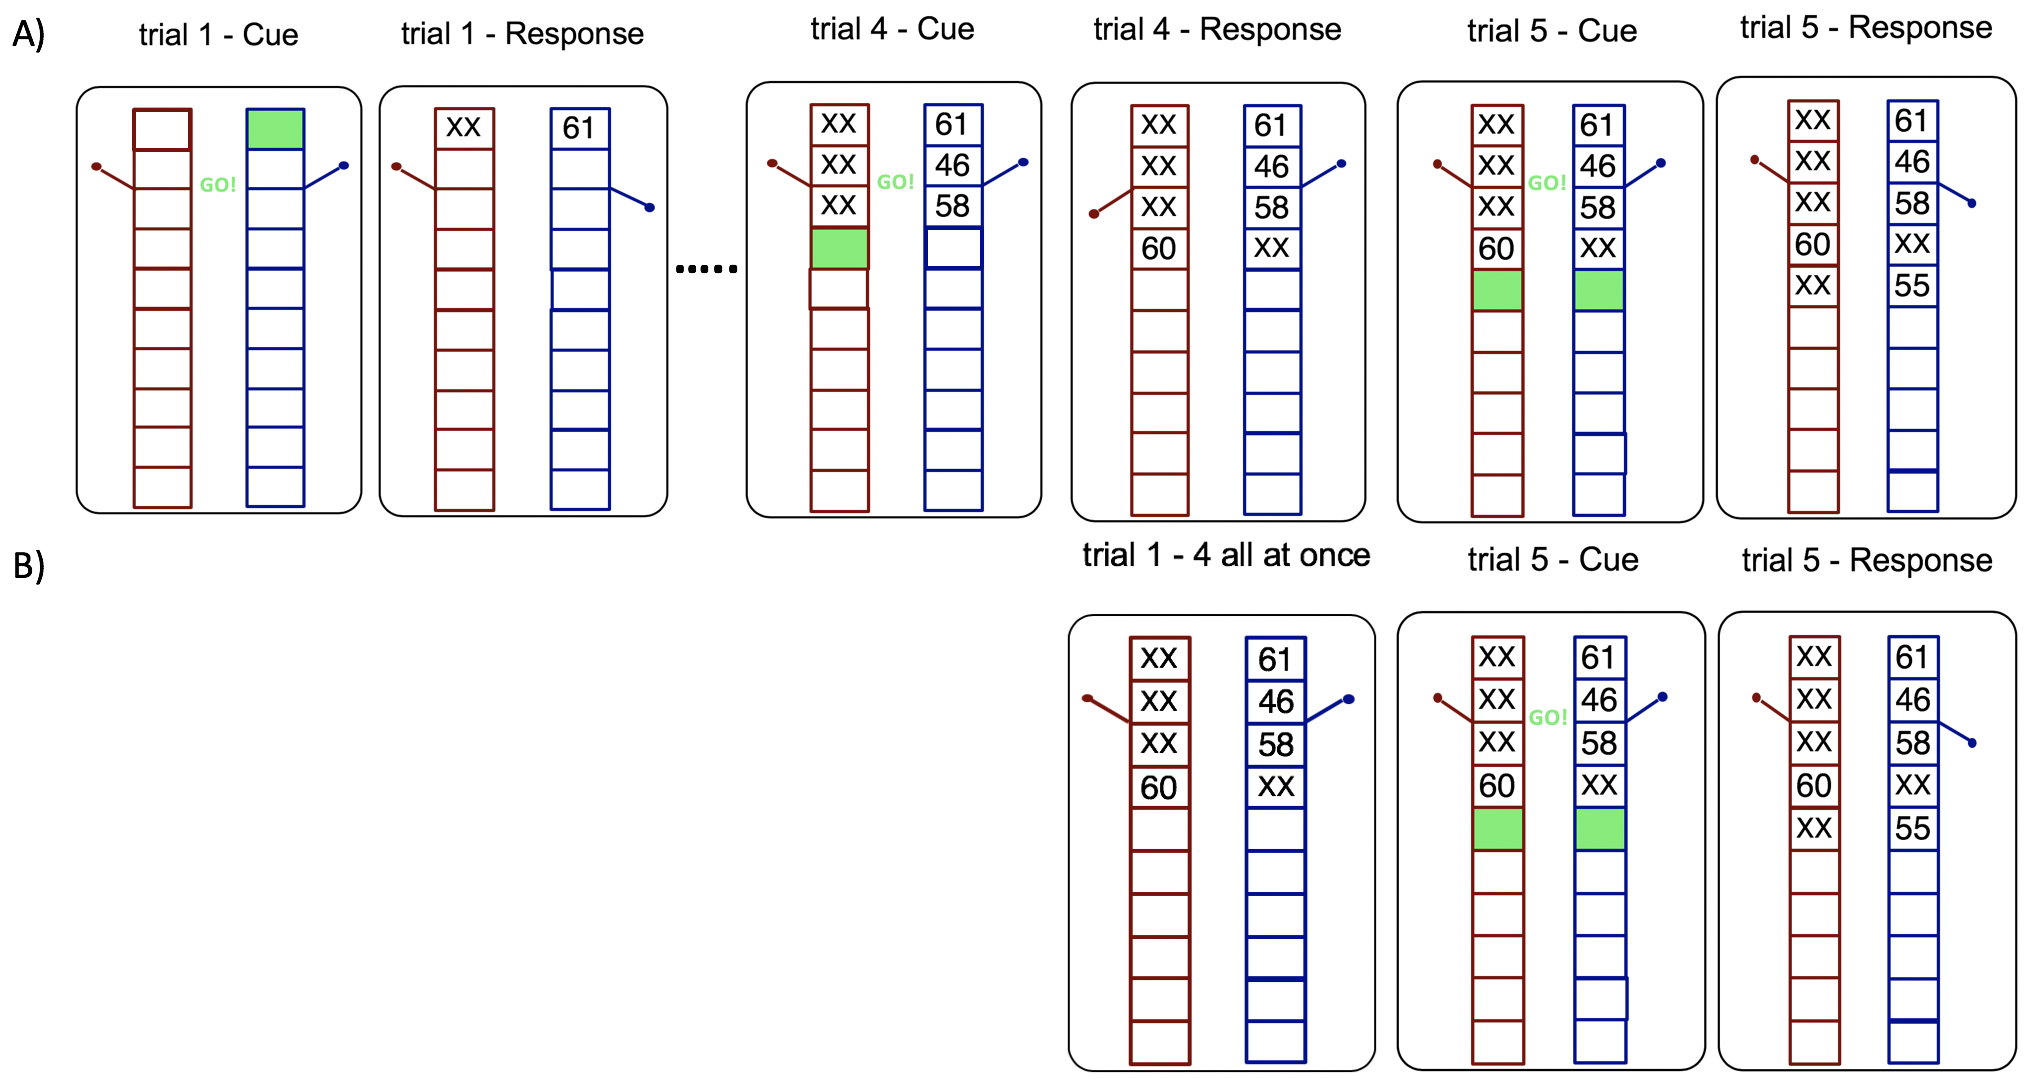 A)
trial 1 - Cue
trial 1 - Response
trial 4 - Cue
trial 4 - Response
trial 5 - Cue
trial 5 - Response
GO!
XX 61
.....
XX GO! 61
XX 46
XX 58
XX 61
XX 46
XX 58
60 XX
XX 61
XX GO! 46
XX 58
60 XX
XX 61
XX 46
XX 58
60 XX
XX 55
B)
trial 1 - 4 all at once
trial 5 - Cue
trial 5 - Response
XX 61
XX 46
XX 58
60 XX
XX 61
XX GO! 46
XX 58
60 XX
XX 61
XX 46
XX 58
60 XX
XX 55